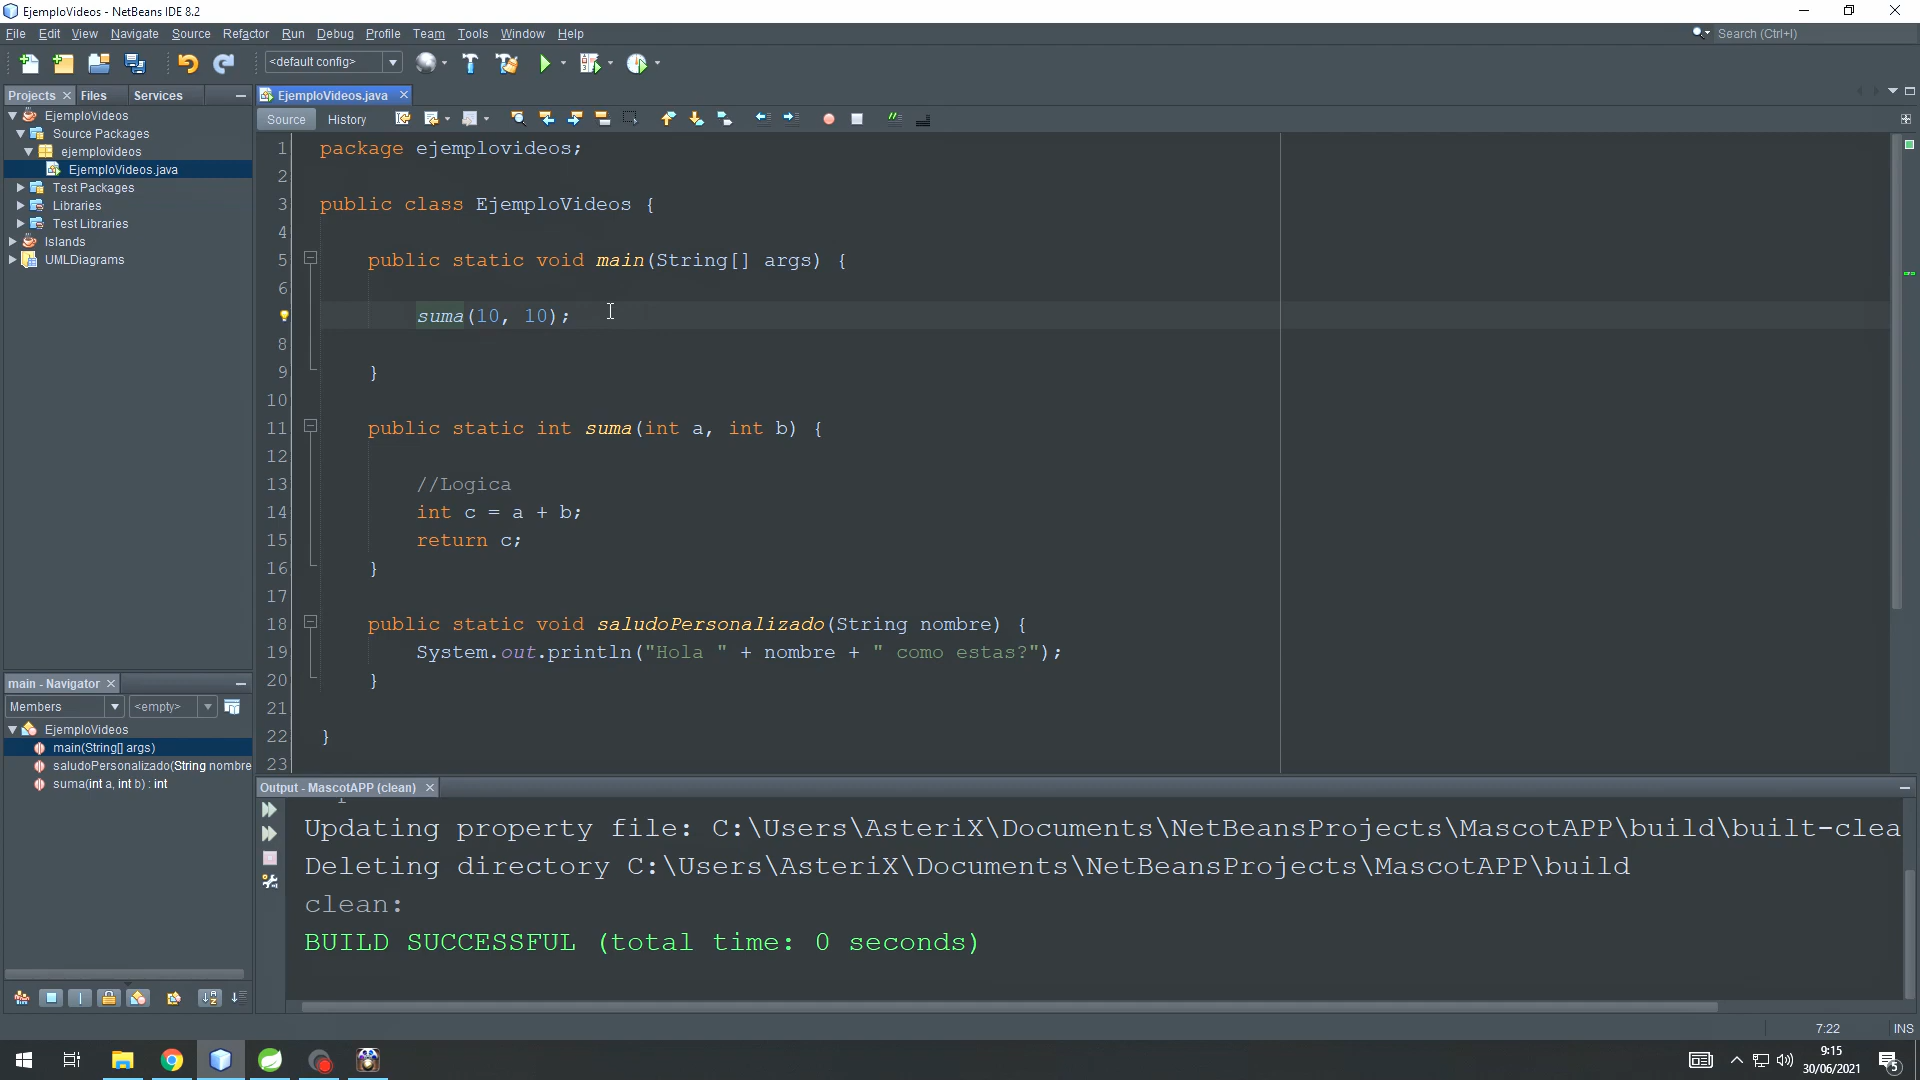 EjemploVideos - NetBeans IDE 8.2
File Edit View Navigate Source Refactor Run Debug Profile Team Tools Window Help
Search (Ctrl+I)
<default config>
Projects Files Services
EjemploVideos.java
Source History
EjemploVideos
Source Packages
ejemplovideos
EjemploVideos.java
Test Packages
Libraries
Test Libraries
Islands
UMLDiagrams
1 package ejemplovideos;
2
3 public class EjemploVideos {
4
5 public static void main(String[] args) {
6
suma(10, 10);
8
9 }
10
11 public static int suma(int a, int b) {
12
13 //Logica
14 int c = a + b;
15 return c;
16 }
17
18 public static void saludoPersonalizado(String nombre) {
19 System.out.println("Hola " + nombre + " como estas?");
20 }
21
22 }
23
main - Navigator
Members <empty>
EjemploVideos
main(String[] args)
saludoPersonalizado(String nombre
suma(int a, int b) : int
Output - MascotAPP (clean)
Updating property file: C:\Users\AsteriX\Documents\NetBeansProjects\MascotAPP\build\built-clea
Deleting directory C:\Users\AsteriX\Documents\NetBeansProjects\MascotAPP\build
clean:
BUILD SUCCESSFUL (total time: 0 seconds)
7:22 INS
9:15
30/06/2021
5